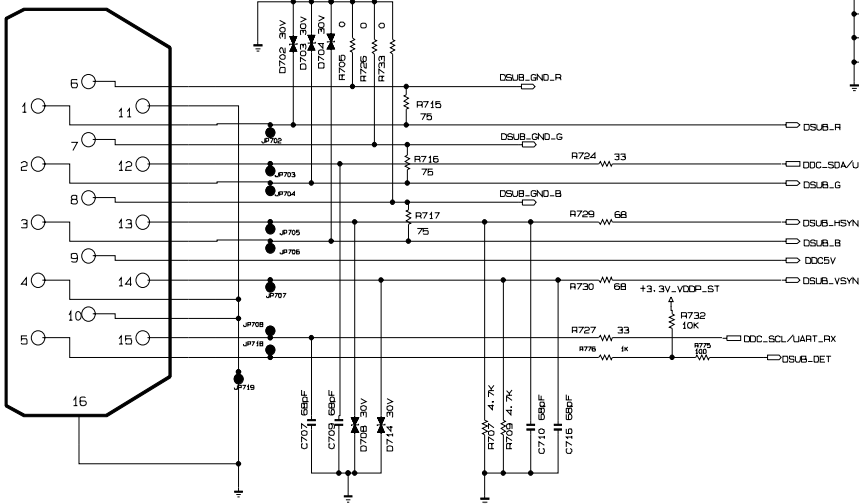 D702 30V
D703 30V
D704 30V
R705 0
R726 0
R733 0
6
DSUB_GND_R
1
11
R715
75
DSUB_R
JP702
7
DSUB_GND_G
2
12
R716
75
R724 33
DDC_SDA/U
JP703
DSUB_G
JP704
8
DSUB_GND_B
3
13
R717
75
R729 68
DSUB_HSYN
JP705
DSUB_B
JP706
9
DDC5V
4
14
R730 68
DSUB_VSYN
JP707
+3.3V_VDDP_ST
10
R732
10K
JP708
5
15
R727 33
DDC_SCL/UART_RX
JP718
R776 1K
R775
100
DSUB_DET
JP719
16
C707 68pF
C709 68pF
D708 30V
D714 30V
R707 4.7K
R709 4.7K
C710 68pF
C716 68pF